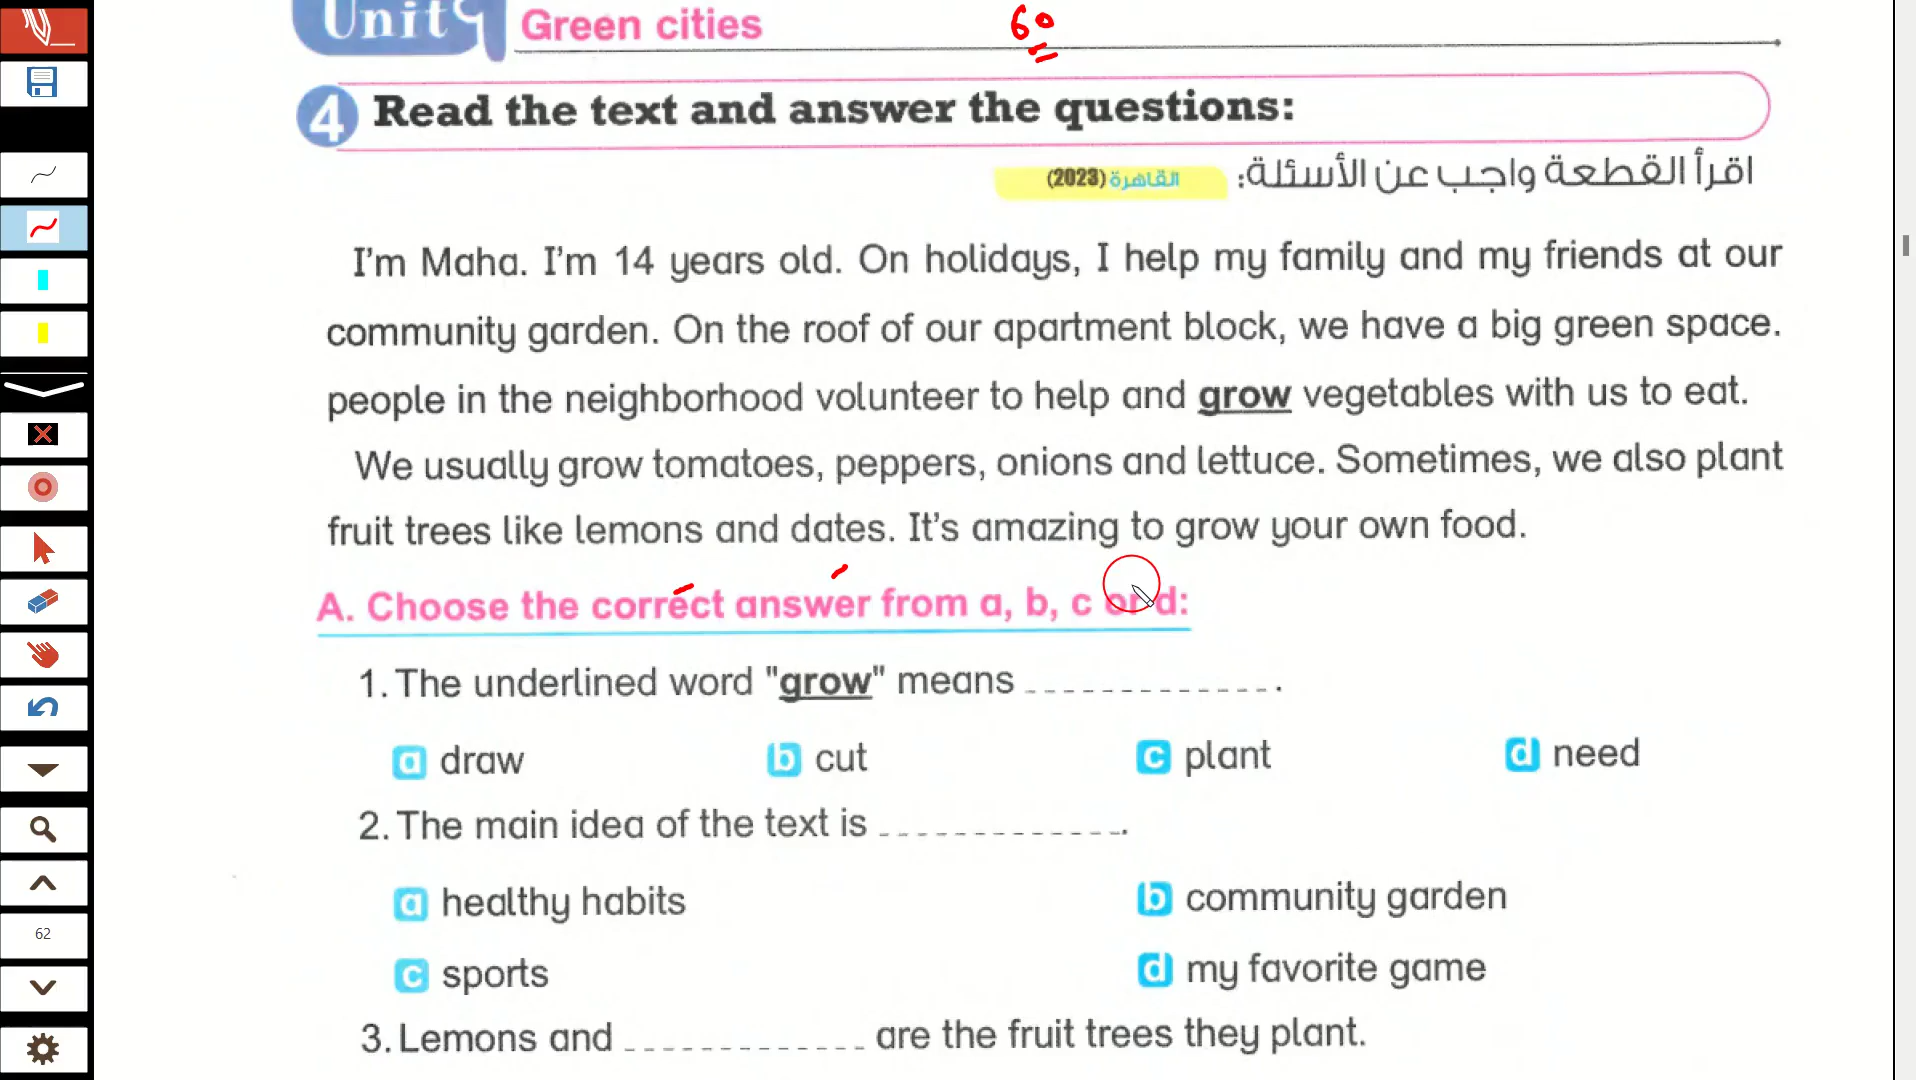 Unit 9 Green cities 60
4 Read the text and answer the questions:
اقرأ القطعة واجب عن الأسئلة: القاهرة (2023)
I'm Maha. I'm 14 years old. On holidays, I help my family and my friends at our
community garden. On the roof of our apartment block, we have a big green space.
people in the neighborhood volunteer to help and grow vegetables with us to eat.
We usually grow tomatoes, peppers, onions and lettuce. Sometimes, we also plant
fruit trees like lemons and dates. It's amazing to grow your own food.
A. Choose the correct answer from a, b, c or d:
1. The underlined word "grow" means _ _ _ _ _ _ _ _ _ _ _ _ _ .
a draw b cut c plant d need
2. The main idea of the text is _ _ _ _ _ _ _ _ _ _ _ _ _.
a healthy habits b community garden
c sports d my favorite game
3. Lemons and _ _ _ _ _ _ _ _ _ _ _ _ _ are the fruit trees they plant.
62